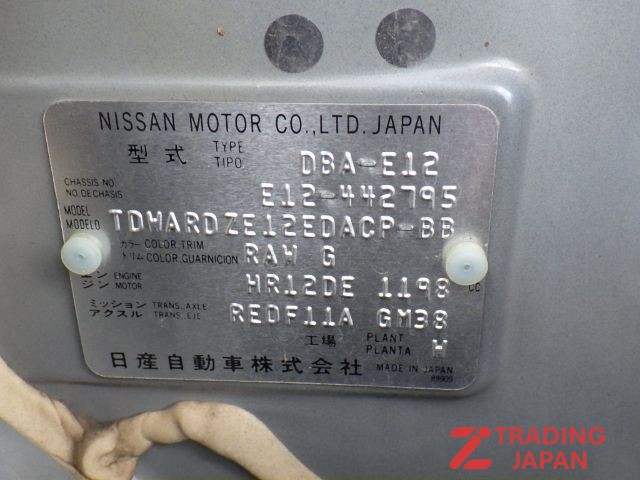 NISSAN MOTOR CO.,LTD. JAPAN
型式 TYPE TIPO DBA-E12
CHASSIS NO. NO. DE CHASIS E12-442795
MODEL MODELO TDMARDZE12EDACP-BB
カラー COLOR, TRIM トリム COLOR, GUARNICION RAW G
エンジン ENGINE MOTOR HR12DE 1198 CC
ミッション TRANS., AXLE アクスル TRANS., EJE REDF11A GM38
工場 PLANT PLANTA H
日産自動車株式会社 MADE IN JAPAN
TRADING
JAPAN